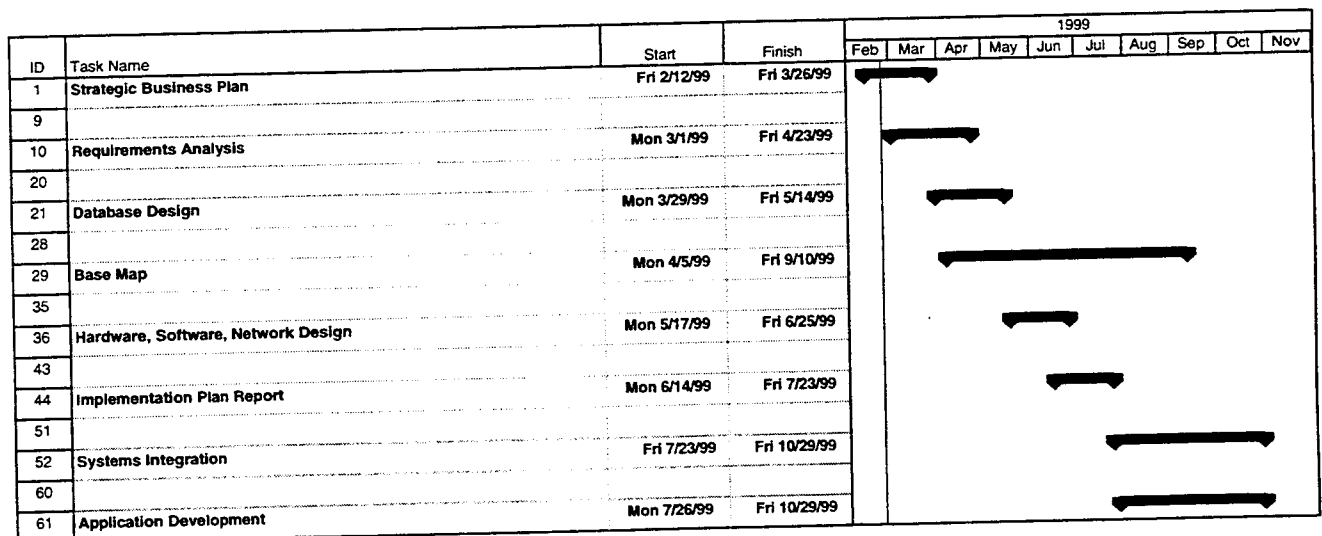 1999
ID Task Name Start Finish Feb Mar Apr May Jun Jul Aug Sep Oct Nov
1 Strategic Business Plan Fri 2/12/99 Fri 3/26/99
9
10 Requirements Analysis Mon 3/1/99 Fri 4/23/99
20
21 Database Design Mon 3/29/99 Fri 5/14/99
28
29 Base Map Mon 4/5/99 Fri 9/10/99
35
36 Hardware, Software, Network Design Mon 5/17/99 Fri 6/25/99
43
44 Implementation Plan Report Mon 6/14/99 Fri 7/23/99
51
52 Systems Integration Fri 7/23/99 Fri 10/29/99
60
61 Application Development Mon 7/26/99 Fri 10/29/99